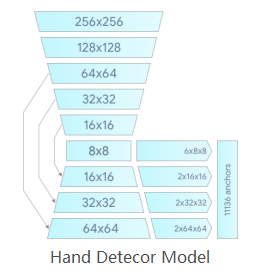 256x256
128x128
64x64
32x32
16x16
8x8 6x8x8
16x16 2x16x16
32x32 2x32x32
64x64 2x64x64
11136 anchors
Hand Detecor Model